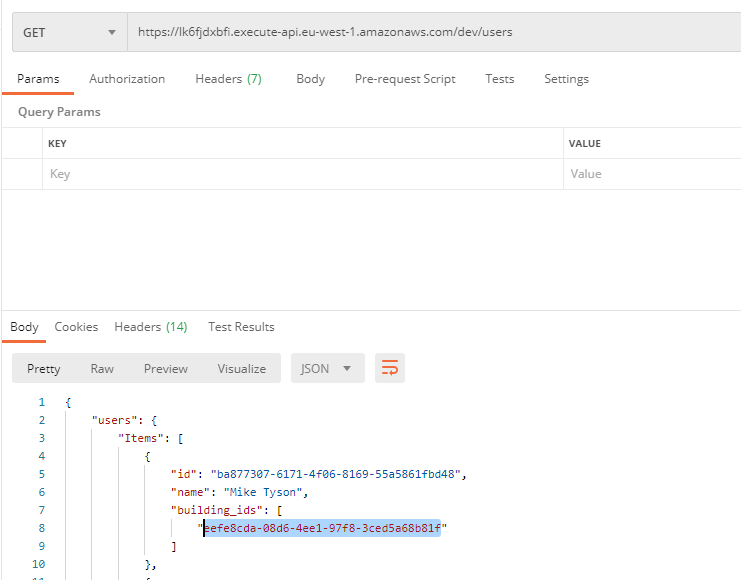 GET https://lk6fjdxbfi.execute-api.eu-west-1.amazonaws.com/dev/users
Params Authorization Headers (7) Body Pre-request Script Tests Settings
Query Params
KEY VALUE
Key Value
Body Cookies Headers (14) Test Results
Pretty Raw Preview Visualize JSON
1 {
2 "users": {
3 "Items": [
4 {
5 "id": "ba877307-6171-4f06-8169-55a5861fbd48",
6 "name": "Mike Tyson",
7 "building_ids": [
8 "eefe8cda-08d6-4ee1-97f8-3ced5a68b81f"
9 ]
10 },